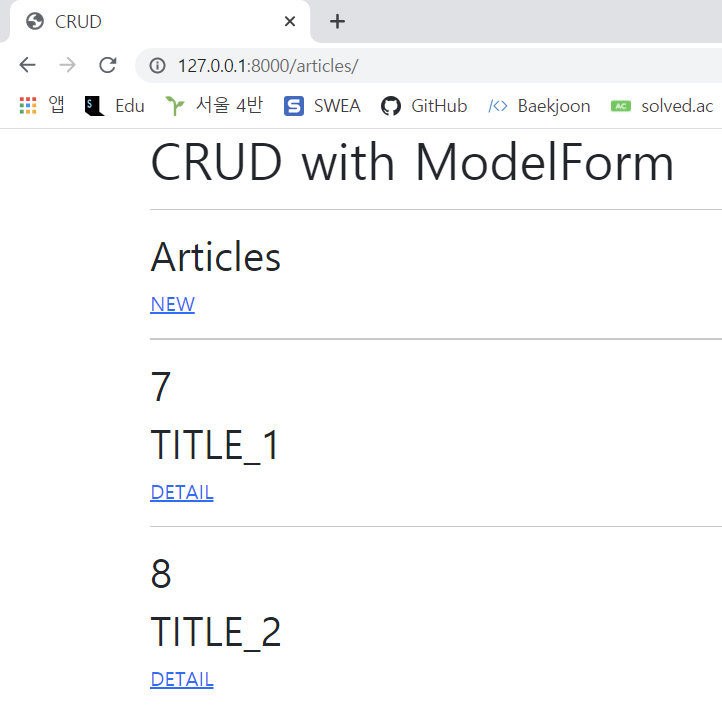 CRUD
127.0.0.1:8000/articles/
앱 Edu 서울 4반 SWEA GitHub Baekjoon AC solved.ac
CRUD with ModelForm
Articles
NEW
7
TITLE_1
DETAIL
8
TITLE_2
DETAIL